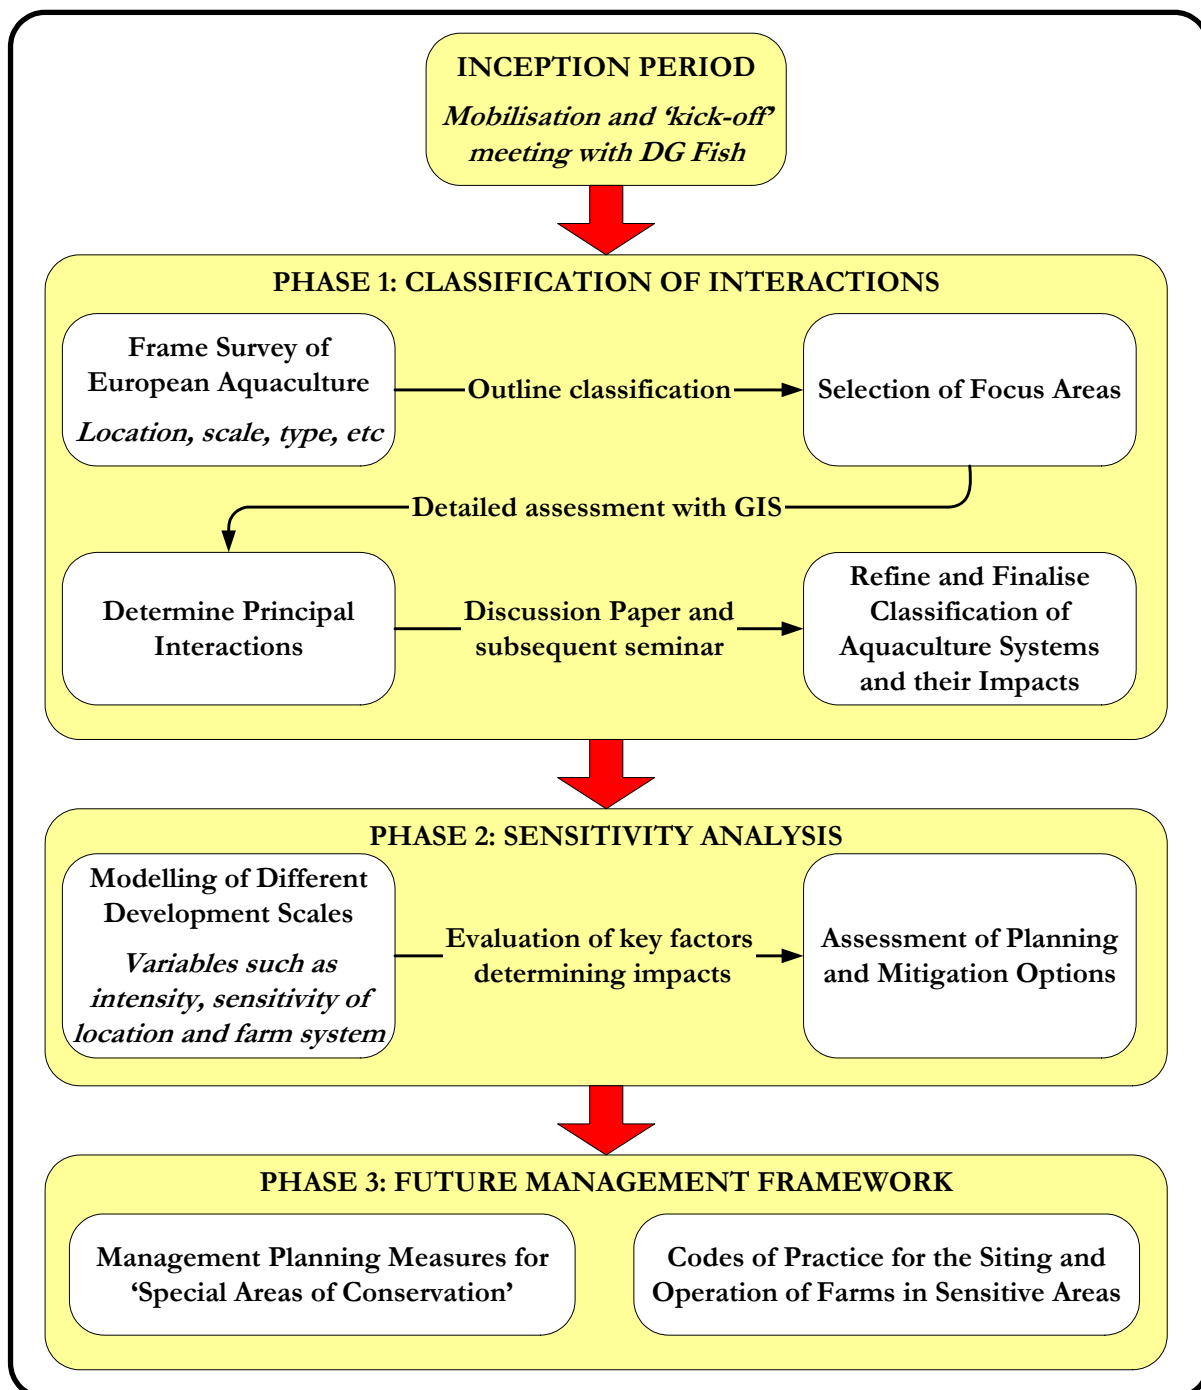 INCEPTION PERIOD
Mobilisation and ‘kick-off’
meeting with DG Fish
PHASE 1: CLASSIFICATION OF INTERACTIONS
Frame Survey of
European Aquaculture
Location, scale, type, etc
Outline classification
Selection of Focus Areas
Detailed assessment with GIS
Determine Principal
Interactions
Discussion Paper and
subsequent seminar
Refine and Finalise
Classification of
Aquaculture Systems
and their Impacts
PHASE 2: SENSITIVITY ANALYSIS
Modelling of Different
Development Scales
Variables such as
intensity, sensitivity of
location and farm system
Evaluation of key factors
determining impacts
Assessment of Planning
and Mitigation Options
PHASE 3: FUTURE MANAGEMENT FRAMEWORK
Management Planning Measures for
‘Special Areas of Conservation’
Codes of Practice for the Siting and
Operation of Farms in Sensitive Areas